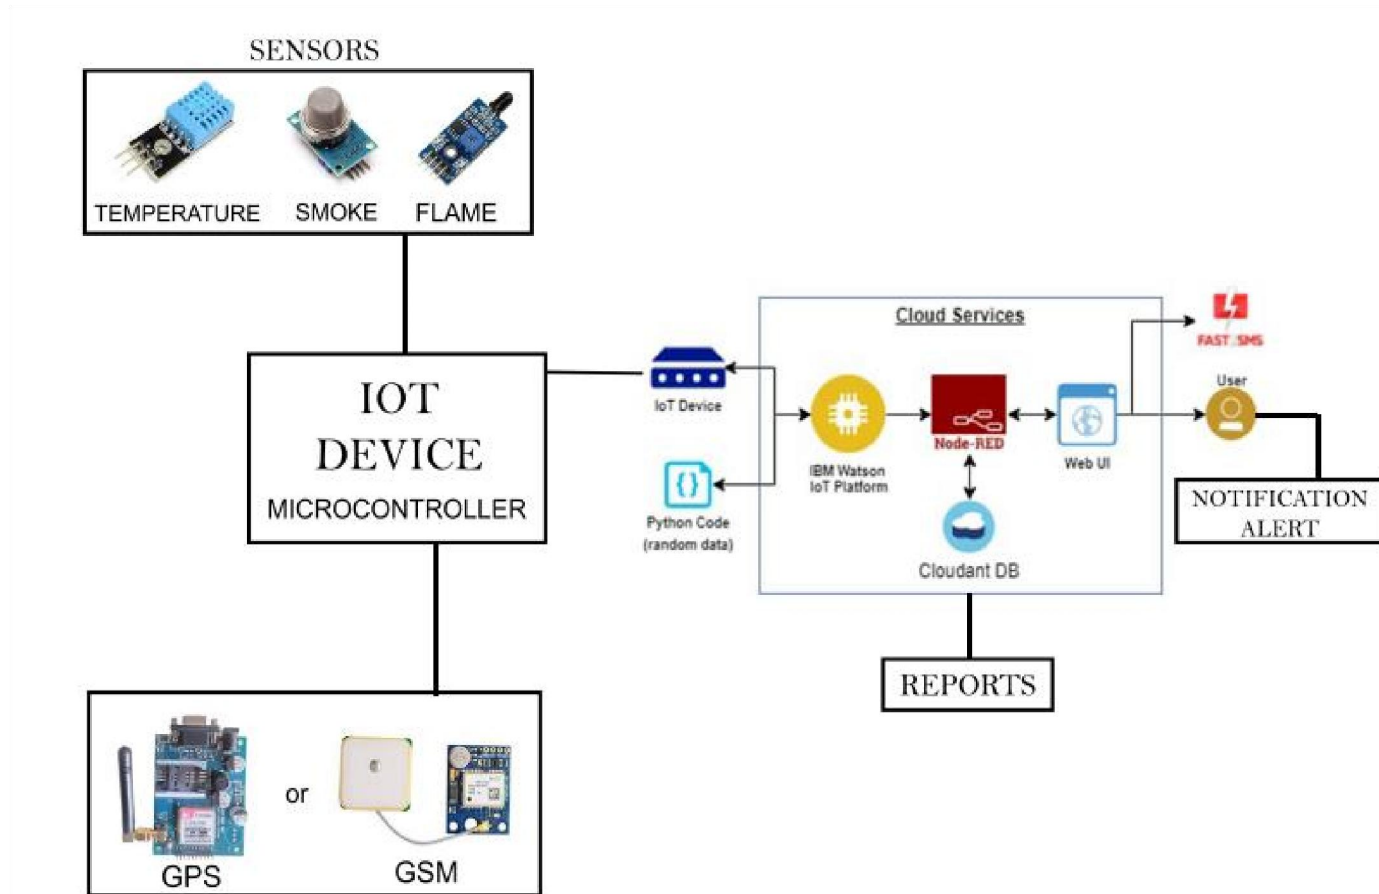 SENSORS
TEMPERATURE
SMOKE
FLAME
IOT
DEVICE
MICROCONTROLLER
IoT Device
Python Code
(random data)
Cloud Services
IBM Watson
IoT Platform
Node-RED
Cloudant DB
Web UI
FAST SMS
User
NOTIFICATION
ALERT
REPORTS
GPS
or
GSM